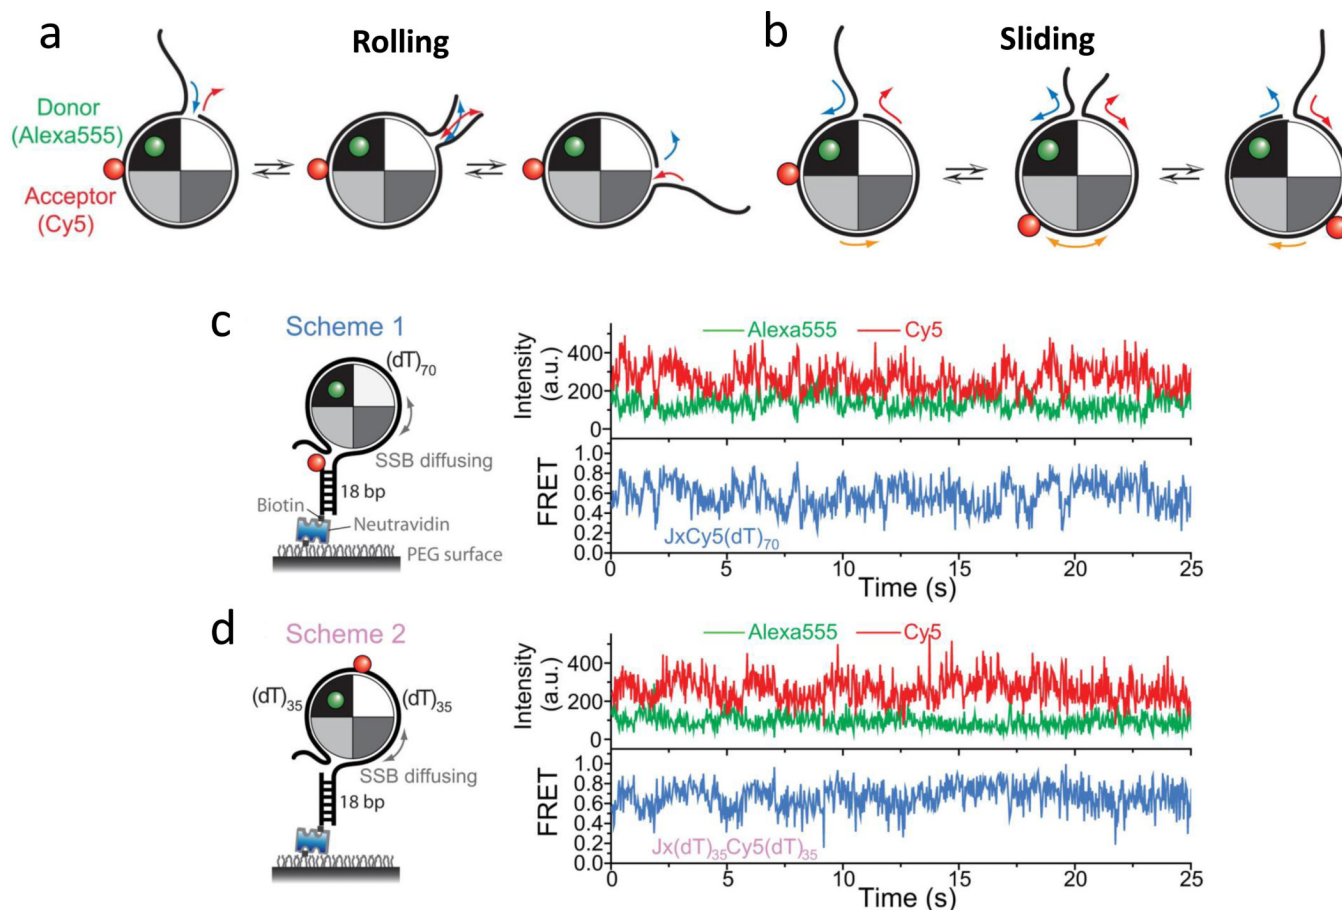 a
Rolling
b
Sliding
Donor
(Alexa555)
Acceptor
(Cy5)
c
Scheme 1
(dT)70
SSB diffusing
18 bp
Biotin
Neutravidin
PEG surface
Alexa555
Cy5
Intensity
(a.u.)
400
200
0
FRET
1.0
0.8
0.6
0.4
0.2
0.0
JxCy5(dT)70
0
5
10
15
20
25
Time (s)
d
Scheme 2
(dT)35
(dT)35
SSB diffusing
18 bp
Alexa555
Cy5
Intensity
(a.u.)
400
200
0
FRET
1.0
0.8
0.6
0.4
0.2
0.0
Jx(dT)35Cy5(dT)35
0
5
10
15
20
25
Time (s)